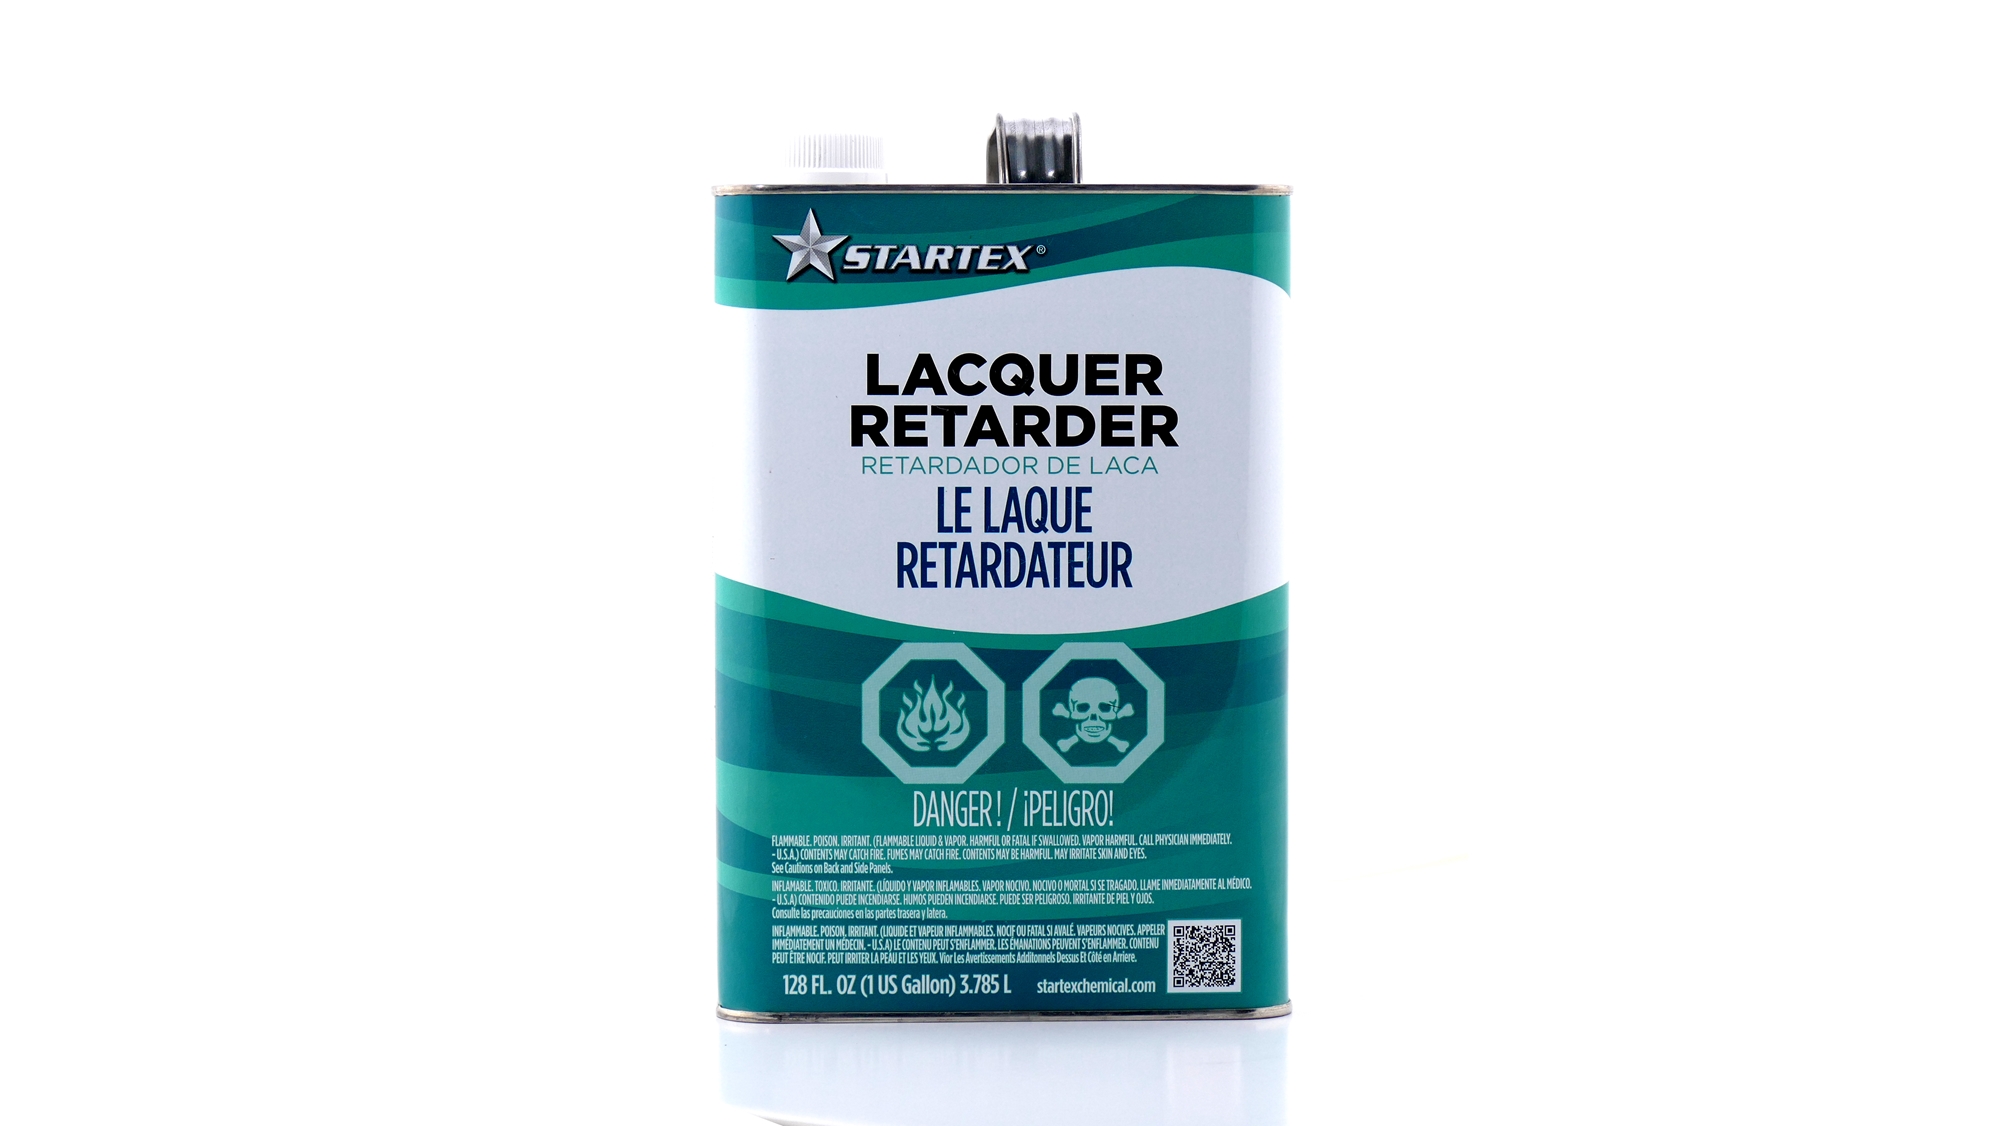 STARTEX®
LACQUER
RETARDER
RETARDADOR DE LACA
LE LAQUE
RETARDATEUR
DANGER! / ¡PELIGRO!
FLAMMABLE. POISON. IRRITANT. (FLAMMABLE LIQUID & VAPOR. HARMFUL OR FATAL IF SWALLOWED. VAPOR HARMFUL. CALL PHYSICIAN IMMEDIATELY.
- U.S.A.) CONTENTS MAY CATCH FIRE. FUMES MAY CATCH FIRE. CONTENTS MAY BE HARMFUL. MAY IRRITATE SKIN AND EYES.
See Cautions on Back and Side Panels.
INFLAMABLE. TOXICO. IRRITANTE. (LÍQUIDO Y VAPOR INFLAMABLES. VAPOR NOCIVO. NOCIVO O MORTAL SI SE TRAGADO. LLAME INMEDIATAMENTE AL MÉDICO.
- U.S.A) CONTENIDO PUEDE INCENDIARSE. HUMOS PUEDEN INCENDIARSE. PUEDE SER PELIGROSO. IRRITANTE DE PIEL Y OJOS.
Consulte las precauciones en las partes trasera y latera.
INFLAMMABLE. POISON. IRRITANT. (LIQUIDE ET VAPEUR INFLAMMABLES. NOCIF OU FATAL SI AVALÉ. VAPEURS NOCIVES. APPELER
IMMÉDIATEMENT UN MÉDECIN. - U.S.A) LE CONTENU PEUT S'ENFLAMMER. LES ÉMANATIONS PEUVENT S'ENFLAMMER. CONTENU
PEUT ÊTRE NOCIF. PEUT IRRITER LA PEAU ET LES YEUX. Vior Les Avertissements Additonnels Dessus Et Côté en Arriere.
128 FL. OZ (1 US Gallon) 3.785 L
startexchemical.com